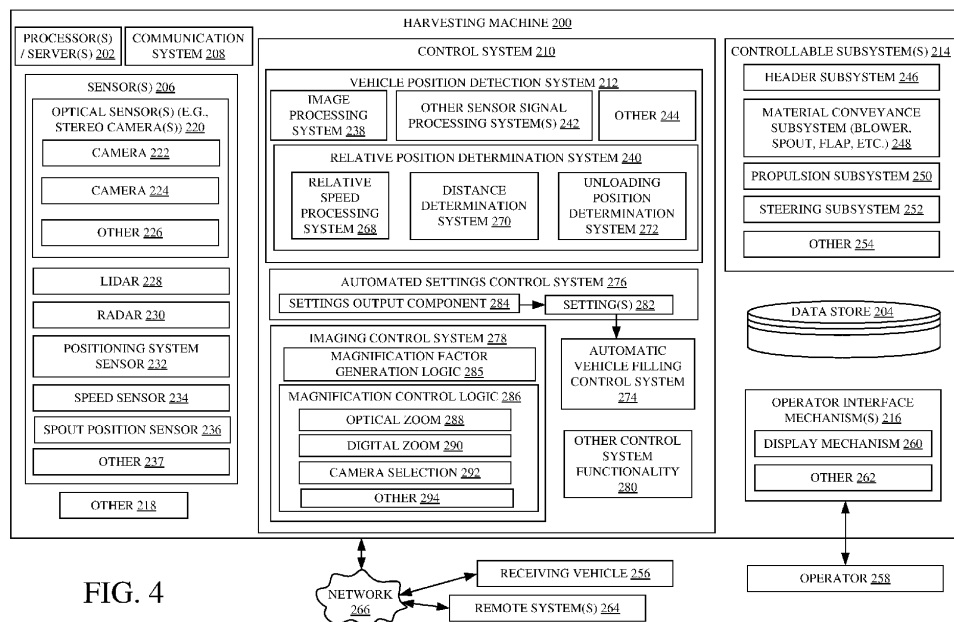 HARVESTING MACHINE 200
PROCESSOR(S)
/ SERVER(S) 202
COMMUNICATION
SYSTEM 208
SENSOR(S) 206
OPTICAL SENSOR(S) (E.G.,
STEREO CAMERA(S)) 220
CAMERA 222
CAMERA 224
OTHER 226
LIDAR 228
RADAR 230
POSITIONING SYSTEM
SENSOR 232
SPEED SENSOR 234
SPOUT POSITION SENSOR 236
OTHER 237
OTHER 218
CONTROL SYSTEM 210
VEHICLE POSITION DETECTION SYSTEM 212
IMAGE
PROCESSING
SYSTEM 238
OTHER SENSOR SIGNAL
PROCESSING SYSTEM(S) 242
OTHER 244
RELATIVE POSITION DETERMINATION SYSTEM 240
RELATIVE
SPEED
PROCESSING
SYSTEM 268
DISTANCE
DETERMINATION
SYSTEM 270
UNLOADING
POSITION
DETERMINATION
SYSTEM 272
AUTOMATED SETTINGS CONTROL SYSTEM 276
SETTINGS OUTPUT COMPONENT 284
SETTING(S) 282
IMAGING CONTROL SYSTEM 278
MAGNIFICATION FACTOR
GENERATION LOGIC 285
MAGNIFICATION CONTROL LOGIC 286
OPTICAL ZOOM 288
DIGITAL ZOOM 290
CAMERA SELECTION 292
OTHER 294
AUTOMATIC
VEHICLE FILLING
CONTROL SYSTEM
274
OTHER CONTROL
SYSTEM
FUNCTIONALITY
280
CONTROLLABLE SUBSYSTEM(S) 214
HEADER SUBSYSTEM 246
MATERIAL CONVEYANCE
SUBSYSTEM (BLOWER,
SPOUT, FLAP, ETC.) 248
PROPULSION SUBSYSTEM 250
STEERING SUBSYSTEM 252
OTHER 254
DATA STORE 204
OPERATOR INTERFACE
MECHANISM(S) 216
DISPLAY MECHANISM 260
OTHER 262
OPERATOR 258
NETWORK
266
RECEIVING VEHICLE 256
REMOTE SYSTEM(S) 264
FIG. 4